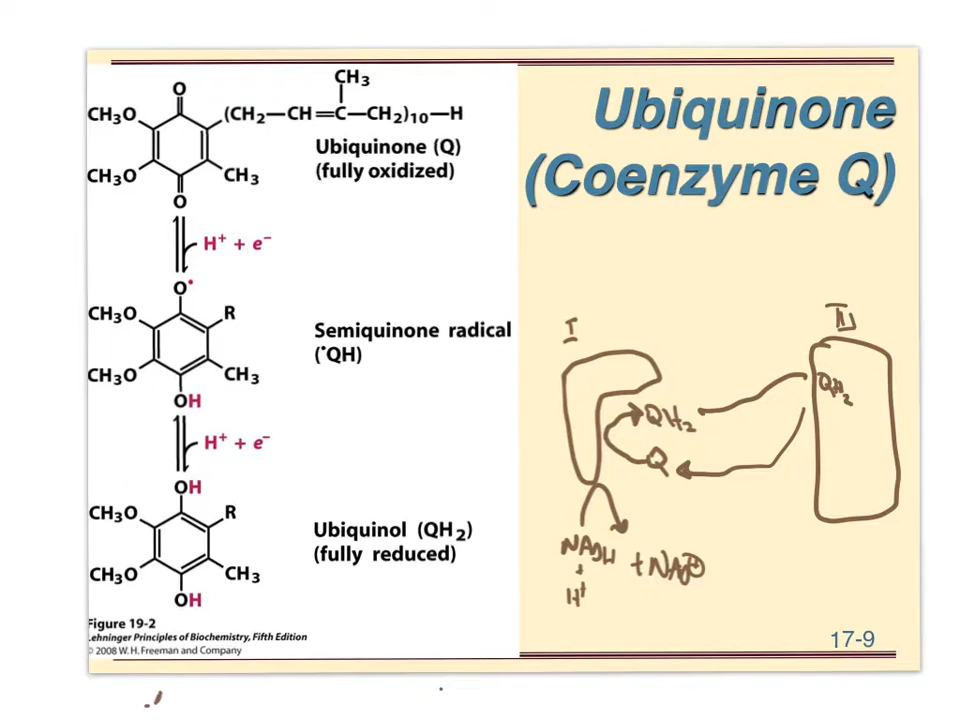 Ubiquinone
(Coenzyme Q)
O
CH₃
CH₃O
(CH₂—CH=C—CH₂)₁₀—H
Ubiquinone (Q)
(fully oxidized)
CH₃O
CH₃
O
H⁺ + e⁻
O•
CH₃O
R
Semiquinone radical
(•QH)
CH₃O
CH₃
OH
H⁺ + e⁻
OH
CH₃O
R
Ubiquinol (QH₂)
(fully reduced)
CH₃O
CH₃
OH
Figure 19-2
Lehninger Principles of Biochemistry, Fifth Edition
© 2008 W. H. Freeman and Company
I
QH₂
QH₂
Q
NADH
+
H⁺
17-9